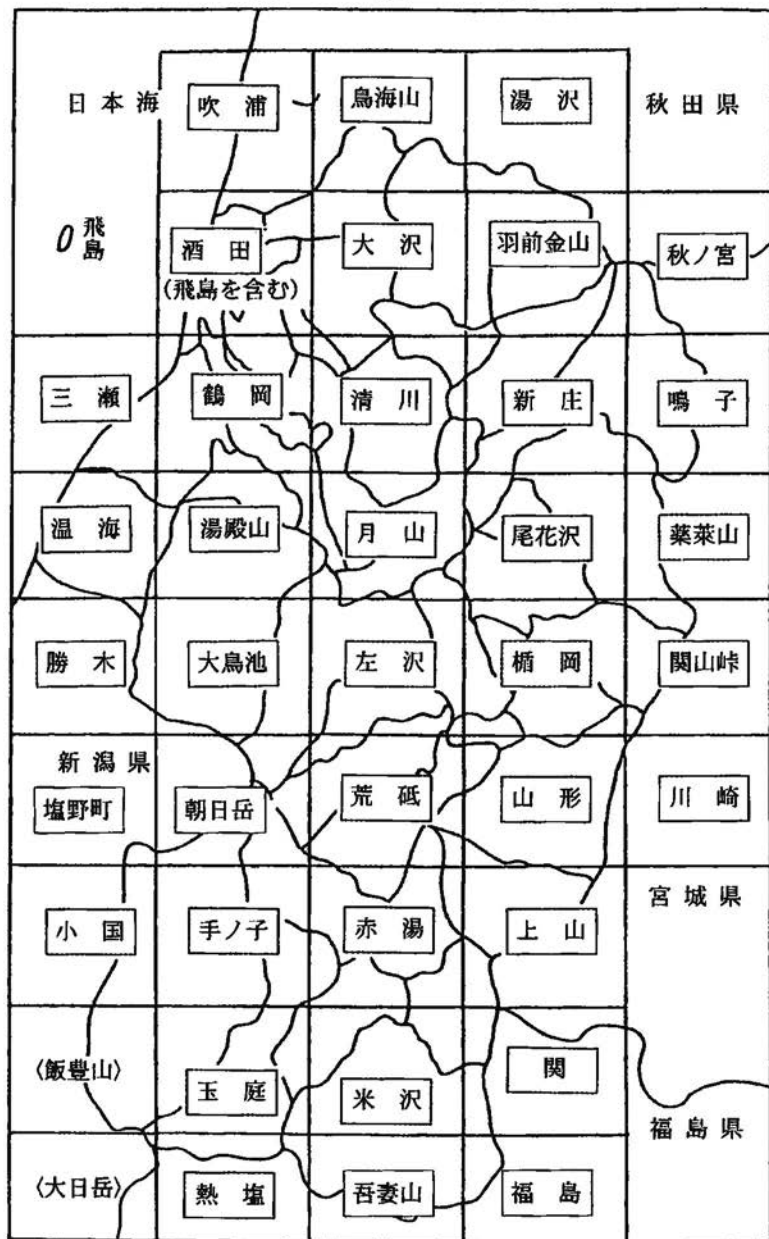 日本海
吹浦
鳥海山
湯沢
秋田県
飛島
酒田
(飛島を含む)
大沢
羽前金山
秋ノ宮
三瀬
鶴岡
清川
新庄
鳴子
温海
湯殿山
月山
尾花沢
薬莱山
勝木
大鳥池
左沢
楯岡
関山峠
新潟県
塩野町
朝日岳
荒砥
山形
川崎
宮城県
小国
手ノ子
赤湯
上山
〈飯豊山〉
玉庭
米沢
関
福島県
〈大日岳〉
熱塩
吾妻山
福島